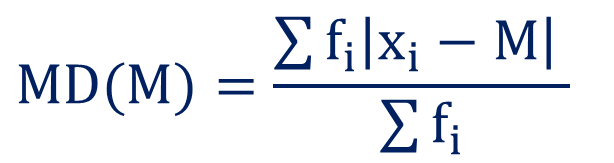 MD(M) = ∑ fᵢ|xᵢ − M| / ∑ fᵢ